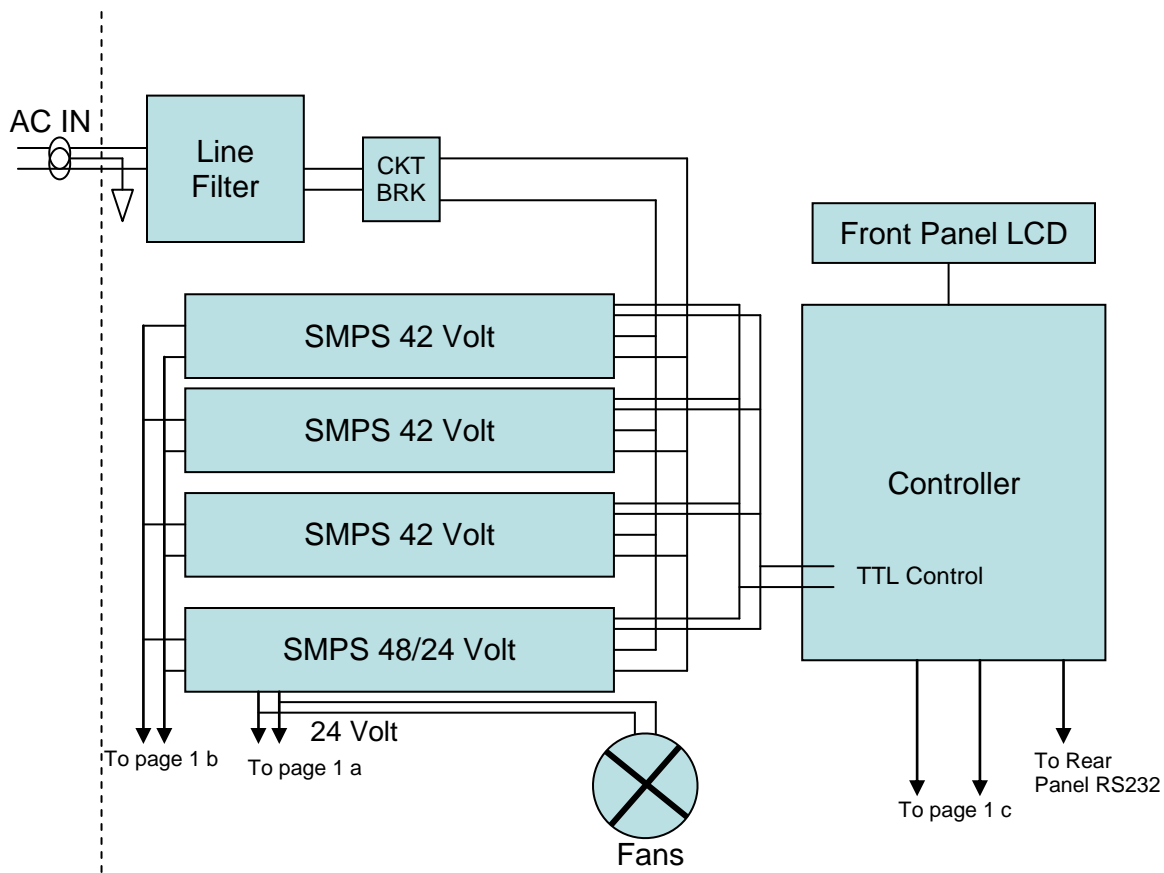 AC IN
Line
Filter
CKT
BRK
Front Panel LCD
SMPS 42 Volt
SMPS 42 Volt
Controller
SMPS 42 Volt
TTL Control
SMPS 48/24 Volt
24 Volt
To page 1 b
To page 1 a
To Rear
Panel RS232
To page 1 c
Fans